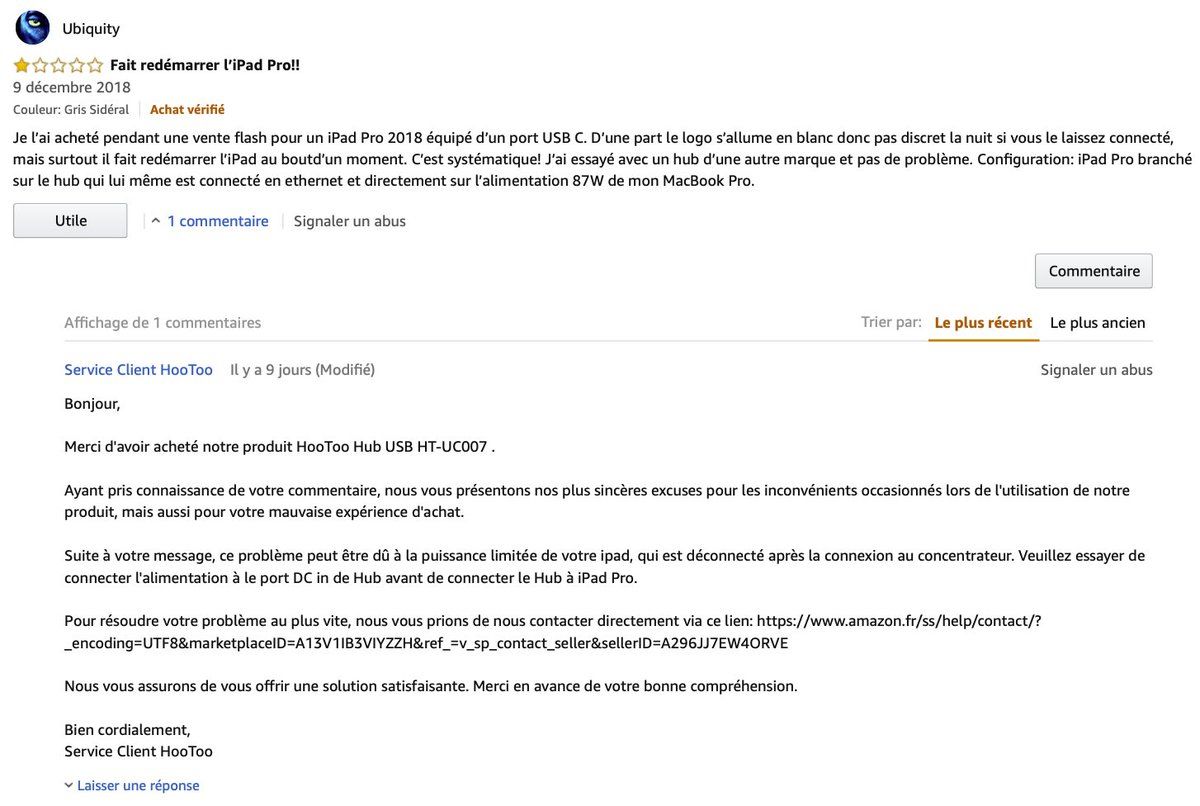 Ubiquity
Fait redémarrer l’iPad Pro!!
9 décembre 2018
Couleur: Gris Sidéral Achat vérifié
Je l’ai acheté pendant une vente flash pour un iPad Pro 2018 équipé d’un port USB C. D’une part le logo s’allume en blanc donc pas discret la nuit si vous le laissez connecté,
mais surtout il fait redémarrer l’iPad au boutd’un moment. C’est systématique! J’ai essayé avec un hub d’une autre marque et pas de problème. Configuration: iPad Pro branché
sur le hub qui lui même est connecté en ethernet et directement sur l’alimentation 87W de mon MacBook Pro.
Utile 1 commentaire Signaler un abus
Commentaire
Affichage de 1 commentaires Trier par: Le plus récent Le plus ancien
Service Client HooToo Il y a 9 jours (Modifié) Signaler un abus
Bonjour,
Merci d'avoir acheté notre produit HooToo Hub USB HT-UC007 .
Ayant pris connaissance de votre commentaire, nous vous présentons nos plus sincères excuses pour les inconvénients occasionnés lors de l'utilisation de notre
produit, mais aussi pour votre mauvaise expérience d'achat.
Suite à votre message, ce problème peut être dû à la puissance limitée de votre ipad, qui est déconnecté après la connexion au concentrateur. Veuillez essayer de
connecter l'alimentation à le port DC in de Hub avant de connecter le Hub à iPad Pro.
Pour résoudre votre problème au plus vite, nous vous prions de nous contacter directement via ce lien: https://www.amazon.fr/ss/help/contact/?
_encoding=UTF8&marketplaceID=A13V1IB3VIYZZH&ref_=v_sp_contact_seller&sellerID=A296JJ7EW4ORVE
Nous vous assurons de vous offrir une solution satisfaisante. Merci en avance de votre bonne compréhension.
Bien cordialement,
Service Client HooToo
Laisser une réponse